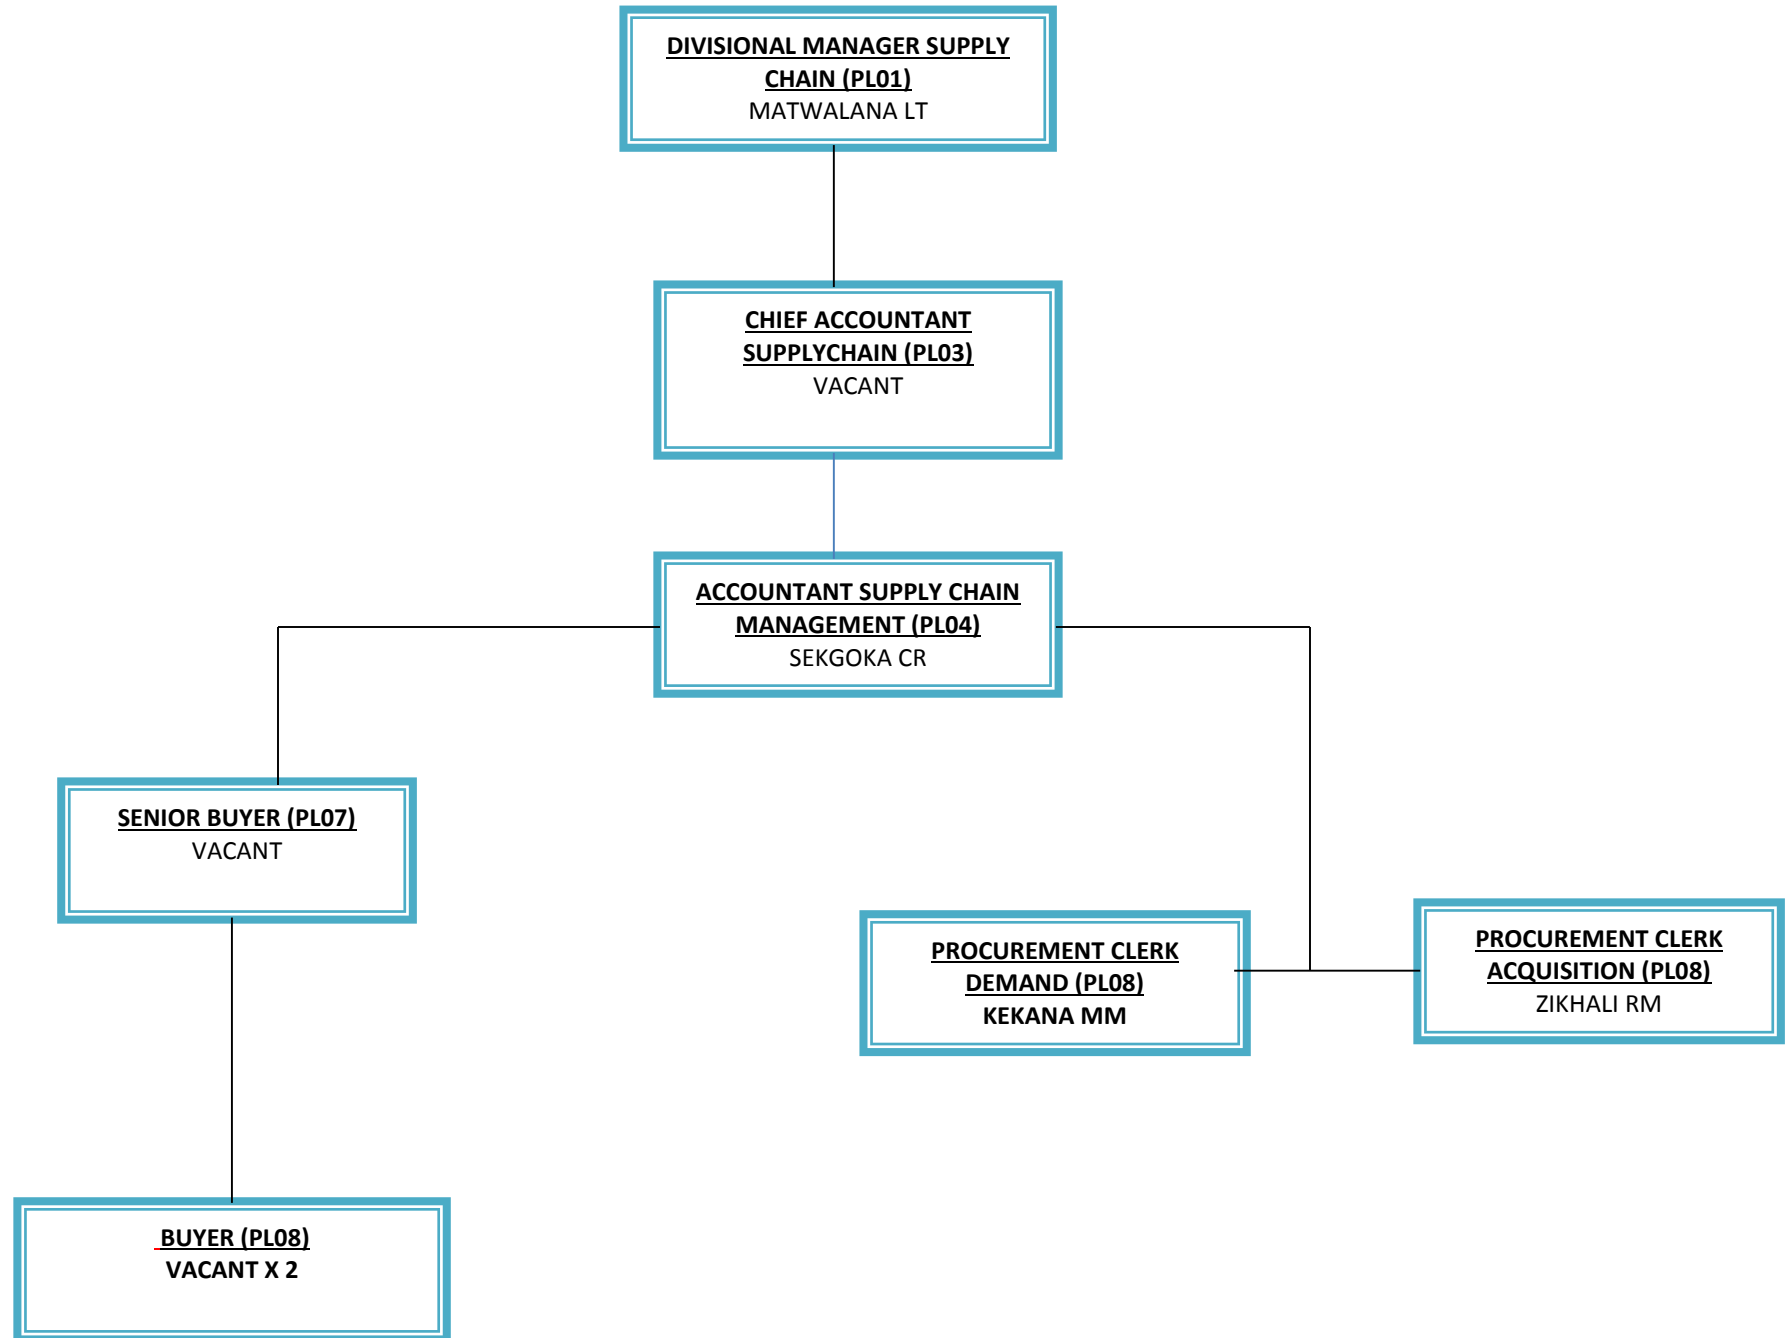 DIVISIONAL MANAGER SUPPLY
CHAIN (PL01)
MATWALANA LT
CHIEF ACCOUNTANT
SUPPLYCHAIN (PL03)
VACANT
ACCOUNTANT SUPPLY CHAIN
MANAGEMENT (PL04)
SEKGOKA CR
SENIOR BUYER (PL07)
VACANT
PROCUREMENT CLERK
DEMAND (PL08)
KEKANA MM
PROCUREMENT CLERK
ACQUISITION (PL08)
ZIKHALI RM
BUYER (PL08)
VACANT X 2